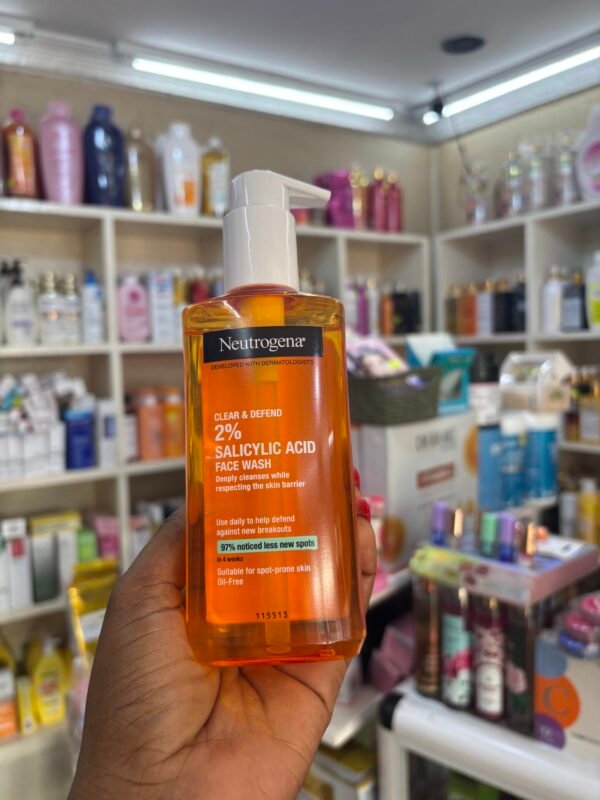 Neutrogena®
DEVELOPED WITH DERMATOLOGISTS
CLEAR & DEFEND
2%
SALICYLIC ACID
FACE WASH
Deeply cleanses while
respecting the skin barrier
Use daily to help defend
against new breakouts
97% noticed less new spots
in 4 weeks
Suitable for spot-prone skin
Oil-Free
115513